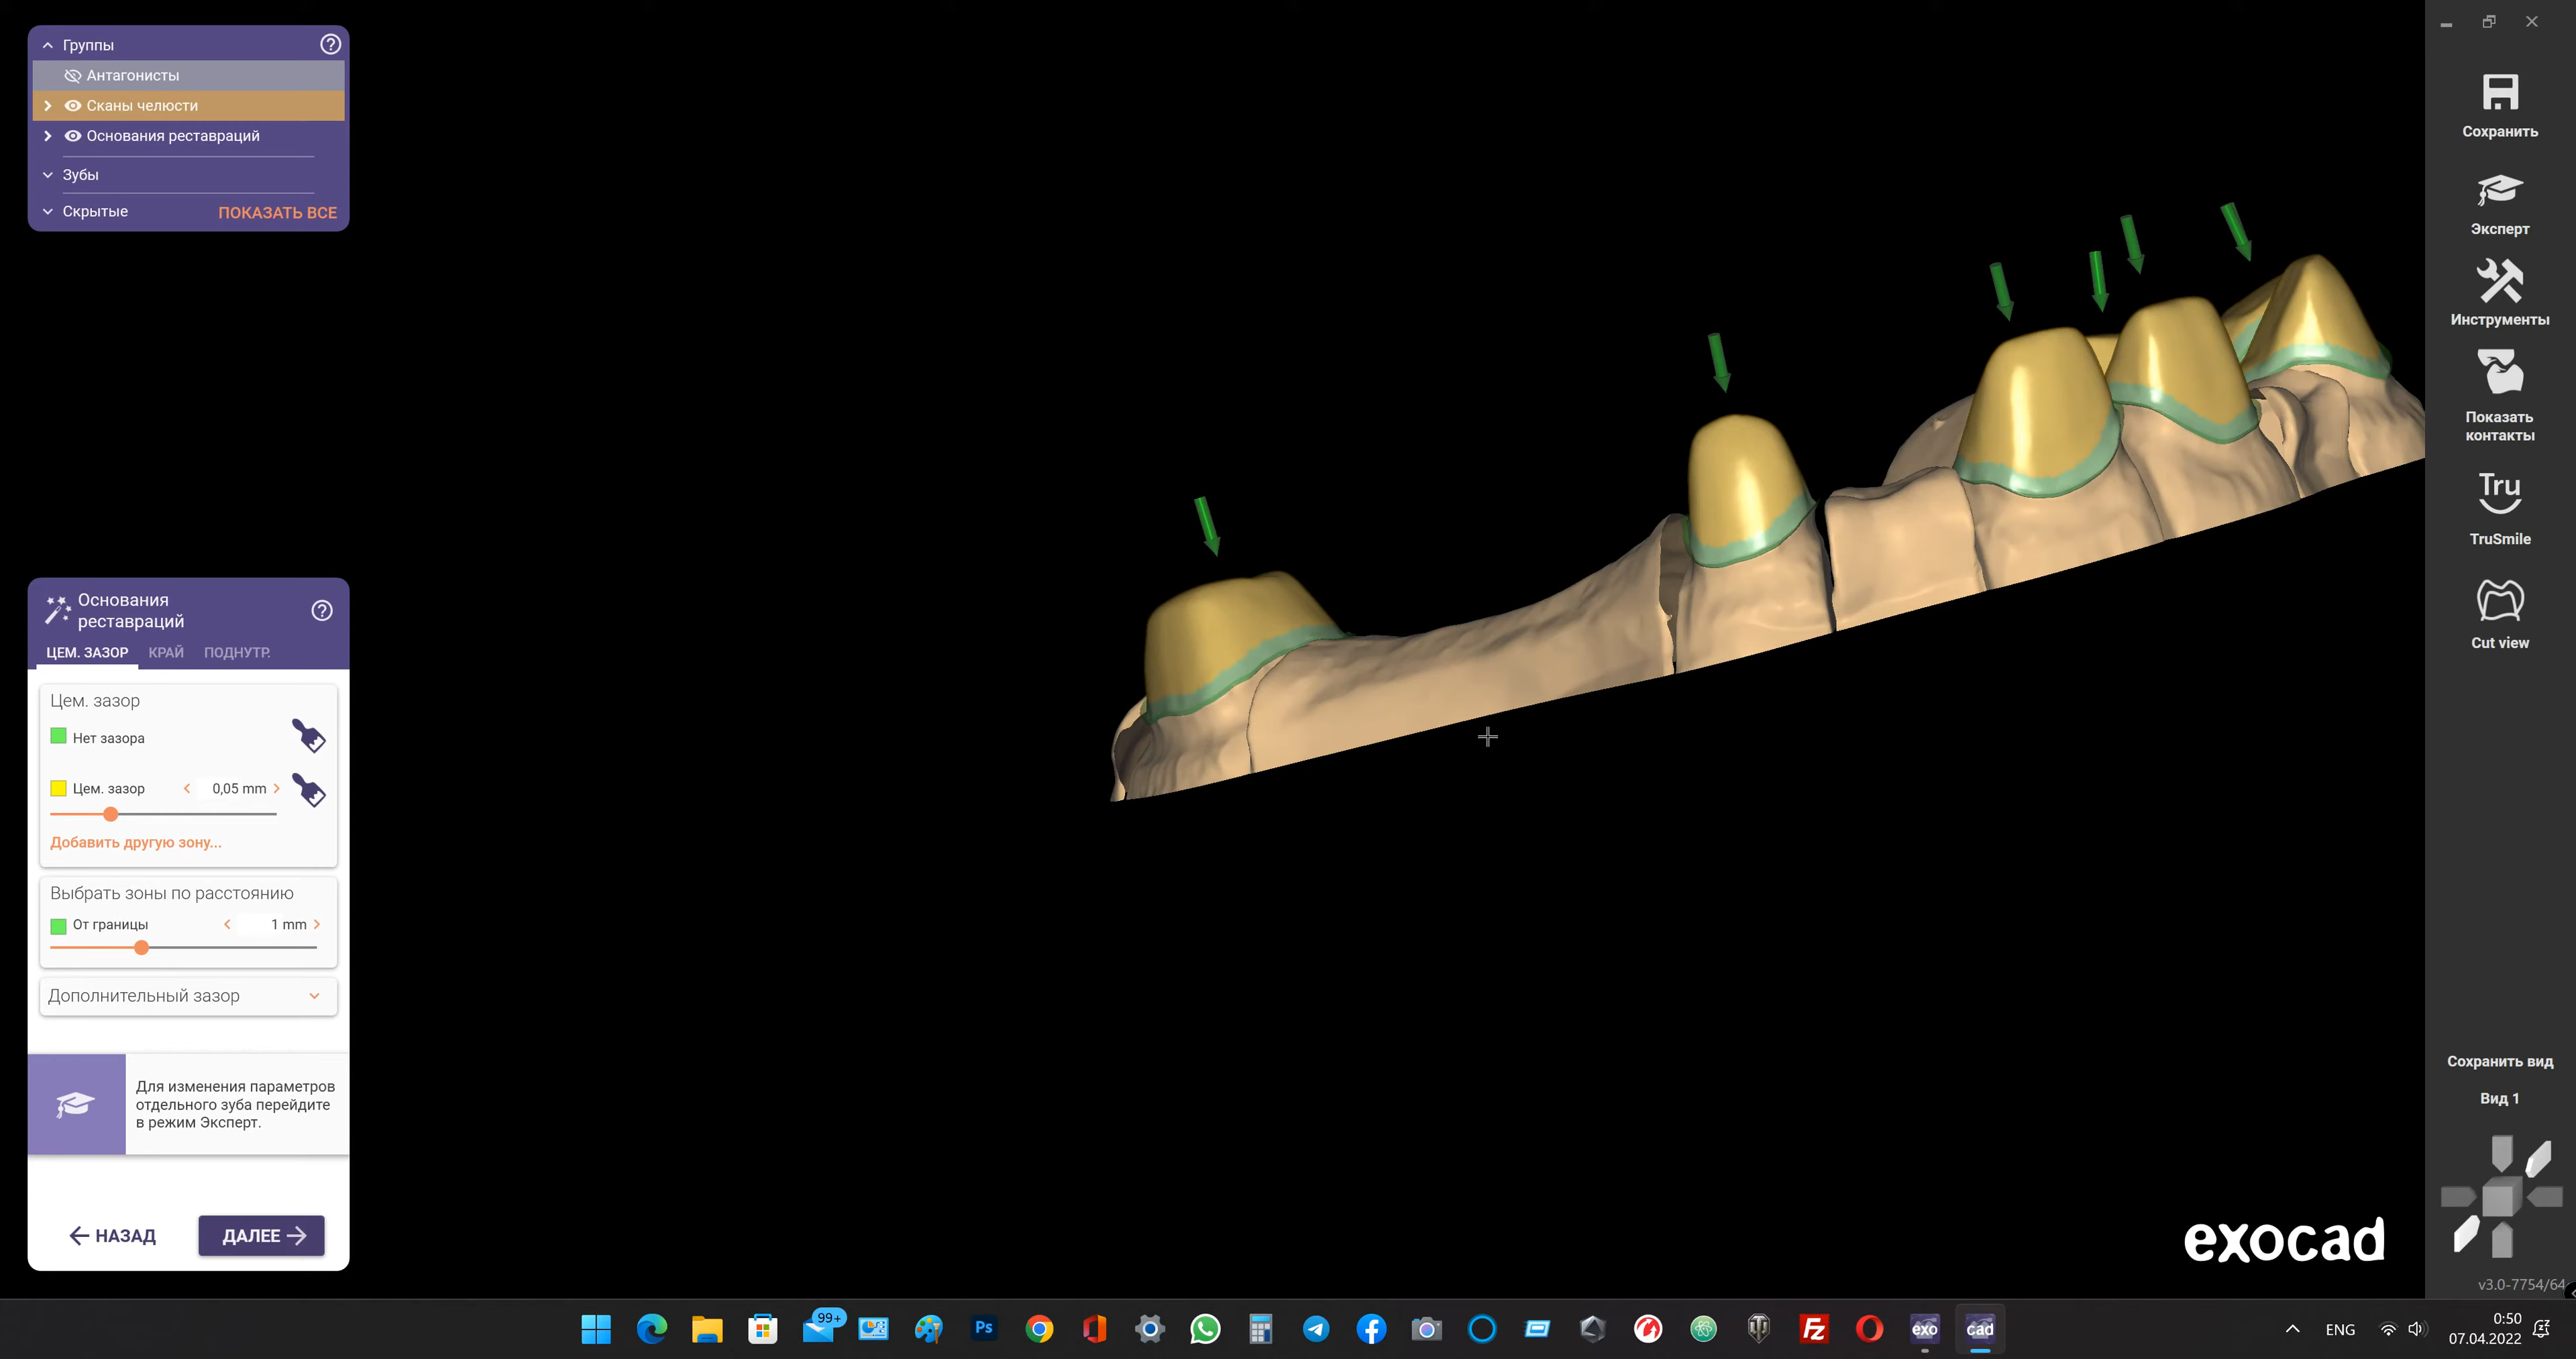 Группы
Антагонисты
Сканы челюсти
Основания реставраций
Зубы
Скрытые ПОКАЗАТЬ ВСЕ
Основания
реставраций
ЦЕМ. ЗАЗОР КРАЙ ПОДНУТР.
Цем. зазор
Нет зазора
Цем. зазор 0,05 mm
Добавить другую зону...
Выбрать зоны по расстоянию
От границы 1 mm
Дополнительный зазор
Для изменения параметров
отдельного зуба перейдите
в режим Эксперт.
НАЗАД ДАЛЕЕ
Сохранить
Эксперт
Инструменты
Показать
контакты
Tru
TruSmile
Cut view
Сохранить вид
Вид 1
exocad
v3.0-7754/64
99+
Ps
Fz
exo
cad
ENG
0:50
07.04.2022